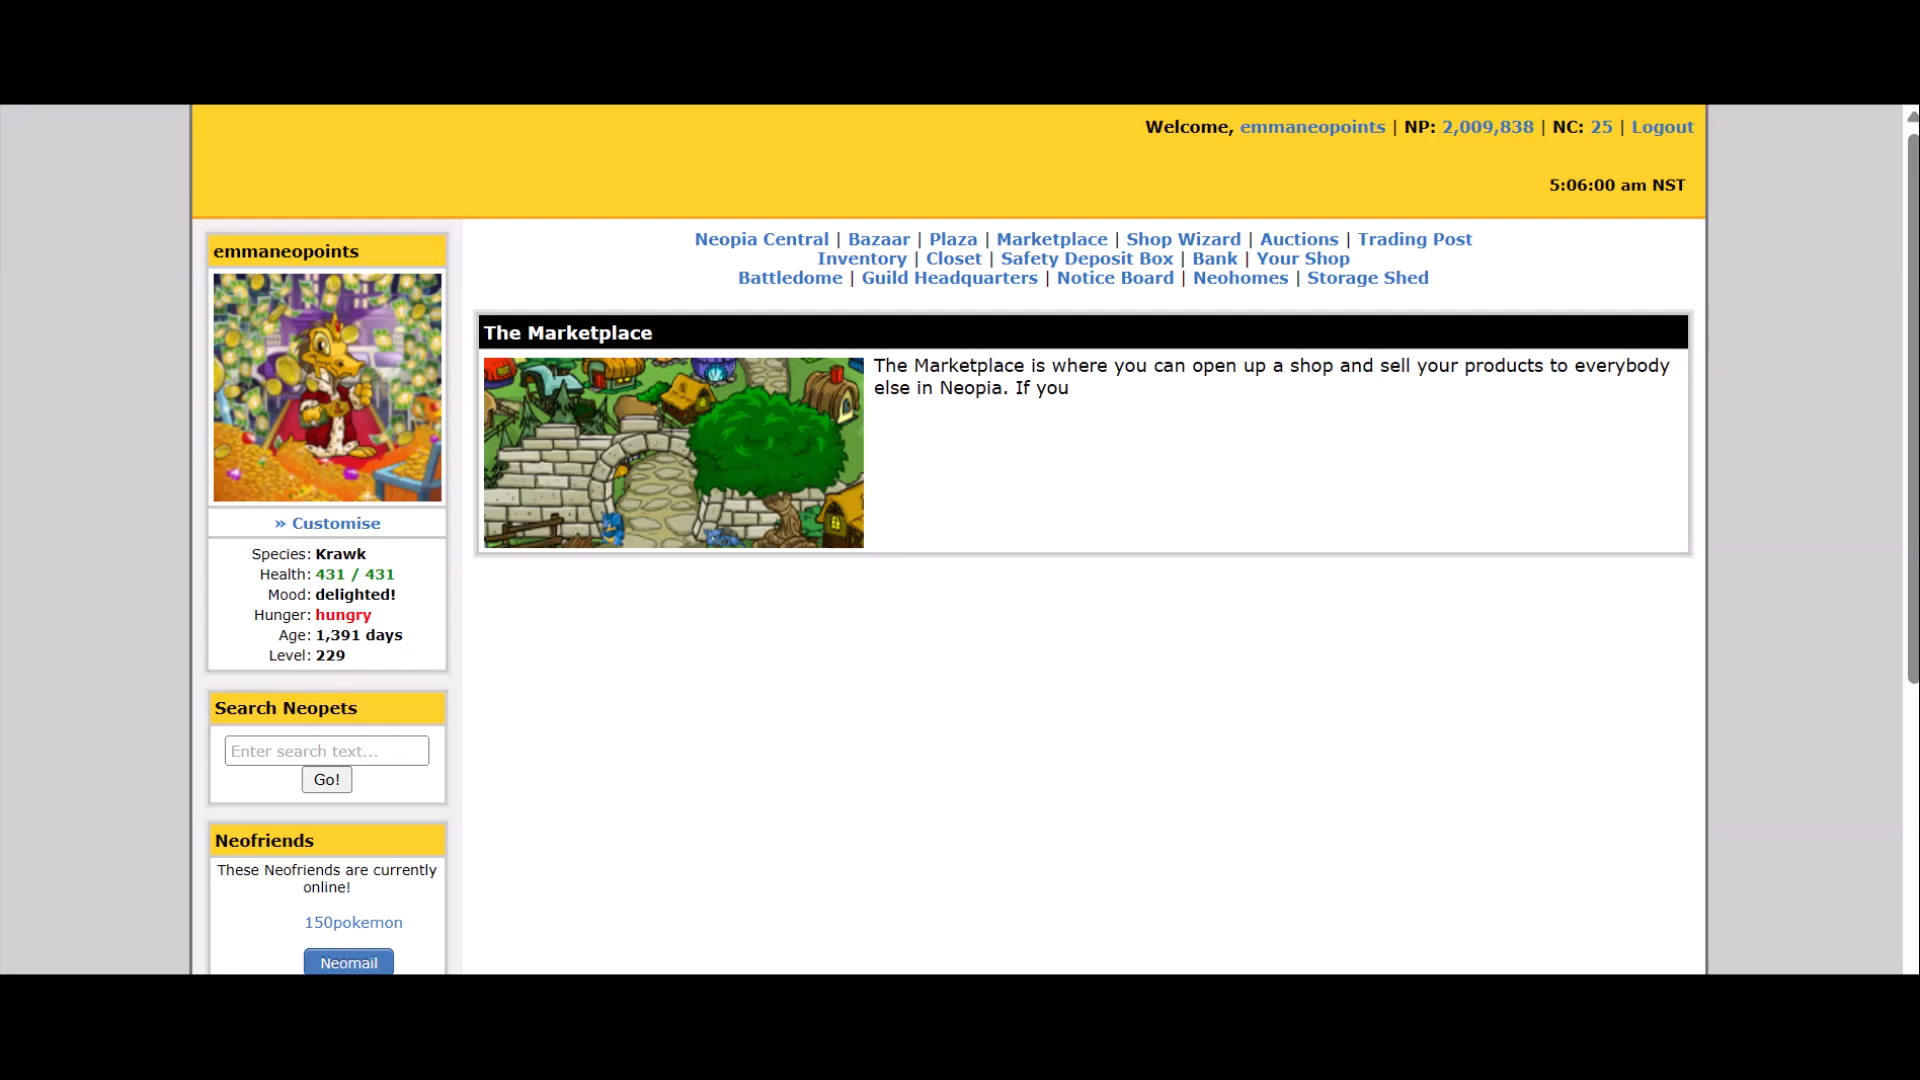 Welcome, emmaneopoints | NP: 2,009,838 | NC: 25 | Logout
5:06:00 am NST
emmaneopoints
» Customise
Species: Krawk
Health: 431 / 431
Mood: delighted!
Hunger: hungry
Age: 1,391 days
Level: 229
Search Neopets
Enter search text...
Go!
Neofriends
These Neofriends are currently
online!
150pokemon
Neomail
Neopia Central | Bazaar | Plaza | Marketplace | Shop Wizard | Auctions | Trading Post
Inventory | Closet | Safety Deposit Box | Bank | Your Shop
Battledome | Guild Headquarters | Notice Board | Neohomes | Storage Shed
The Marketplace
The Marketplace is where you can open up a shop and sell your products to everybody
else in Neopia. If you